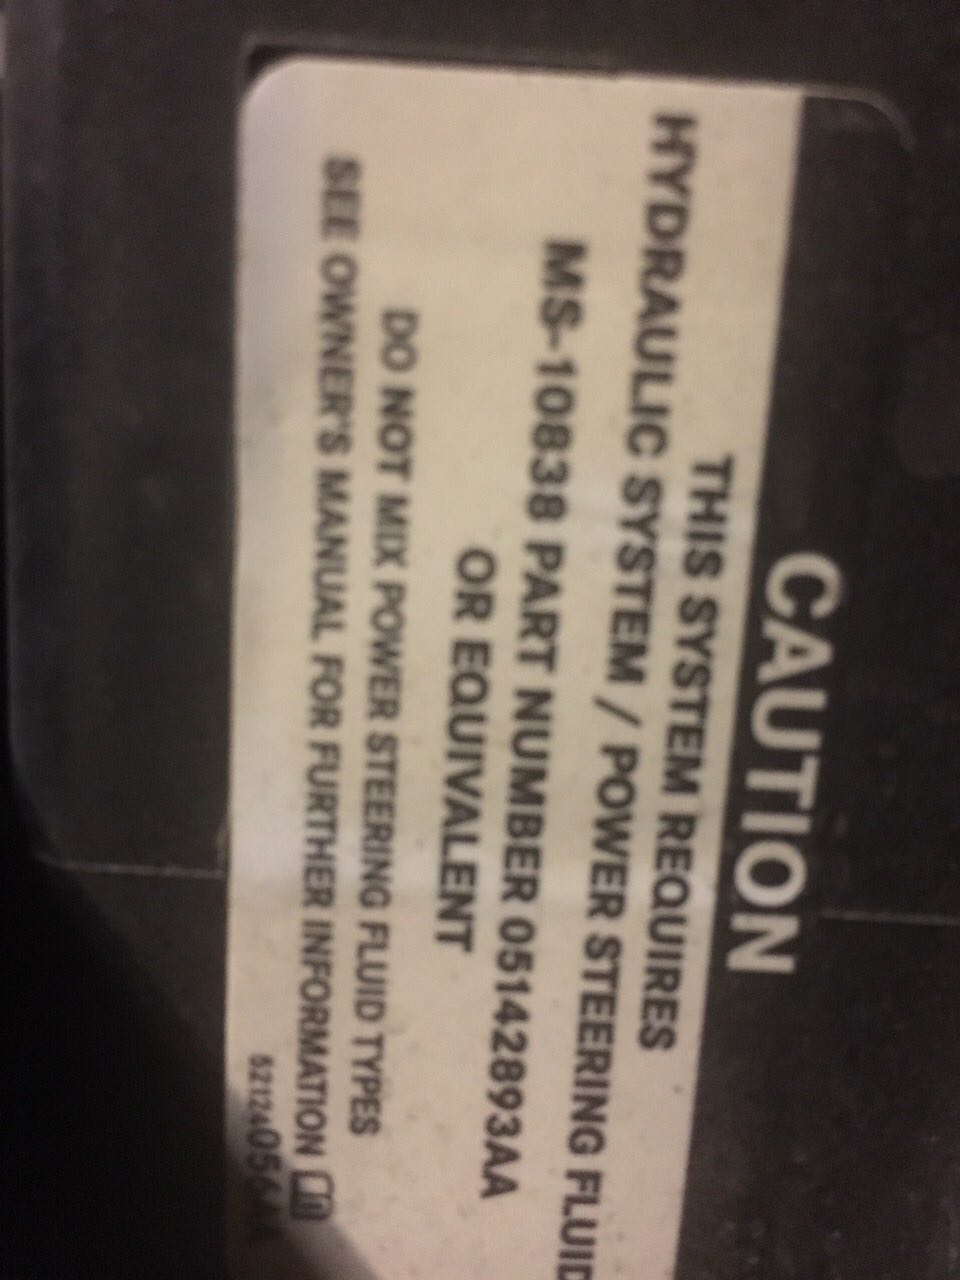 CAUTION
THIS SYSTEM REQUIRES
HYDRAULIC SYSTEM / POWER STEERING FLUID
MS-10838 PART NUMBER 05142893AA
OR EQUIVALENT
DO NOT MIX POWER STEERING FLUID TYPES
SEE OWNER'S MANUAL FOR FURTHER INFORMATION
52124056AA